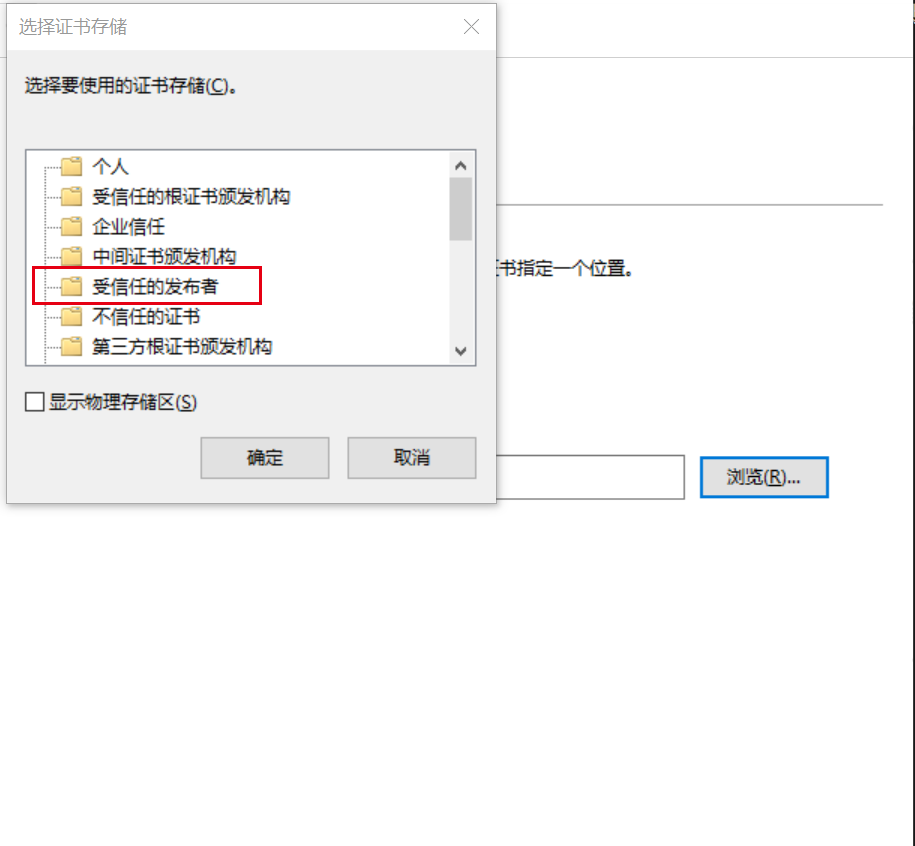 选择证书存储
选择要使用的证书存储(C)。
个人
受信任的根证书颁发机构
企业信任
中间证书颁发机构
受信任的发布者
不信任的证书
第三方根证书颁发机构
显示物理存储区(S)
确定
取消
书指定一个位置。
浏览(R)...